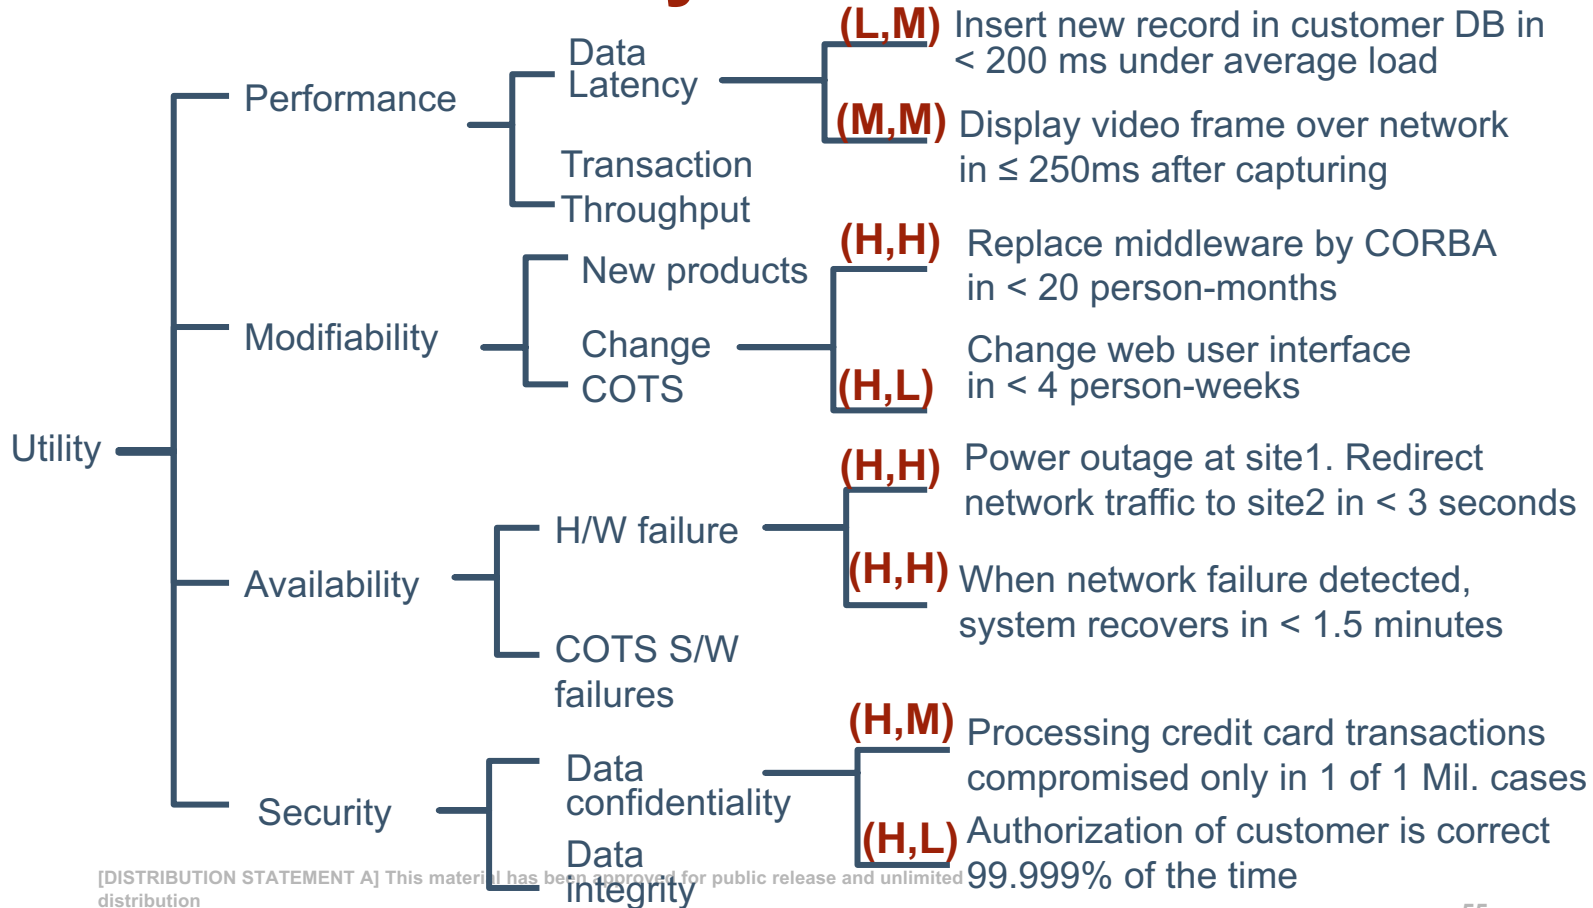 (L,M)
Insert new record in customer DB in
< 200 ms under average load
Data
Latency
Performance
(M,M)
Display video frame over network
in ≤ 250ms after capturing
Transaction
Throughput
(H,H)
Replace middleware by CORBA
in < 20 person-months
New products
Modifiability
Change
COTS
Change web user interface
in < 4 person-weeks
(H,L)
Utility
(H,H)
Power outage at site1. Redirect
network traffic to site2 in < 3 seconds
H/W failure
Availability
(H,H)
When network failure detected,
system recovers in < 1.5 minutes
COTS S/W
failures
(H,M)
Processing credit card transactions
compromised only in 1 of 1 Mil. cases
Data
confidentiality
Security
(H,L)
Authorization of customer is correct
99.999% of the time
Data
integrity
[DISTRIBUTION STATEMENT A] This material has been approved for public release and unlimited
distribution